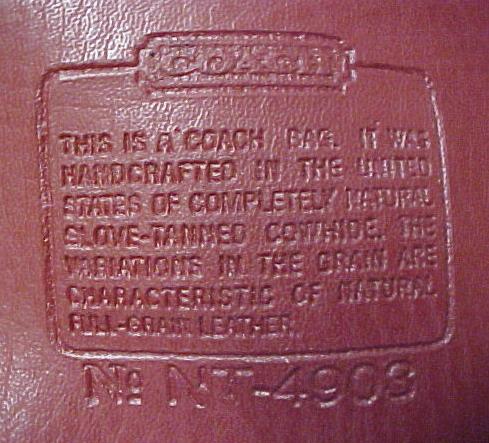 COACH
THIS IS A COACH BAG. IT WAS
HANDCRAFTED IN THE UNITED
STATES OF COMPLETELY NATURAL
GLOVE-TANNED COWHIDE. THE
VARIATIONS IN THE GRAIN ARE
CHARACTERISTIC OF NATURAL
FULL-GRAIN LEATHER.
Nº NT-4903